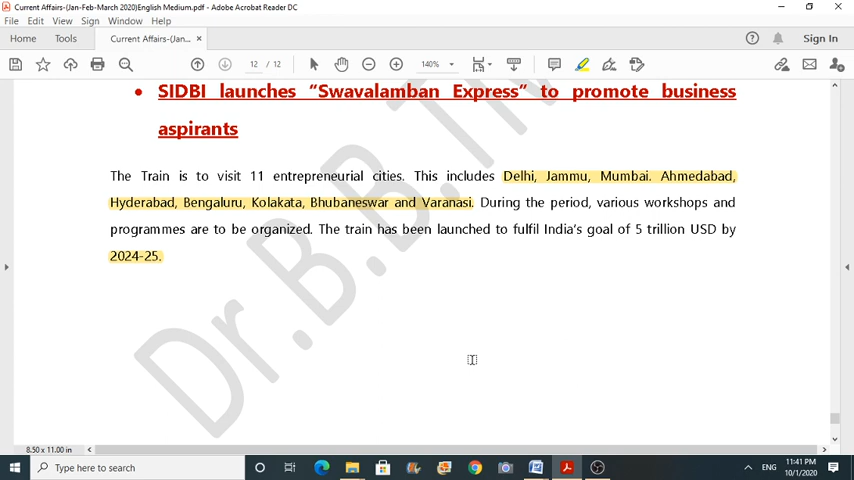 Current Affairs-(Jan-Feb-March 2020)English Medium.pdf - Adobe Acrobat Reader DC
File Edit View Sign Window Help
Home Tools Current Affairs-(Jan-... × Sign In
12 / 12 140%
• SIDBI launches “Swavalamban Express” to promote business
aspirants
The Train is to visit 11 entrepreneurial cities. This includes Delhi, Jammu, Mumbai. Ahmedabad,
Hyderabad, Bengaluru, Kolakata, Bhubaneswar and Varanasi. During the period, various workshops and
programmes are to be organized. The train has been launched to fulfil India’s goal of 5 trillion USD by
2024-25.
Dr.B.B.
8.50 x 11.00 in
Type here to search
ENG
11:41 PM
10/1/2020